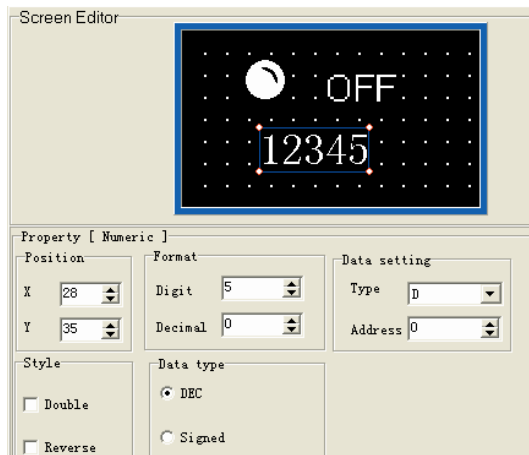 Screen Editor
OFF
12345
Property [ Numeric ]
Position
X 28
Y 35
Format
Digit 5
Decimal 0
Data setting
Type D
Address 0
Style
Double
Reverse
Data type
DEC
Signed